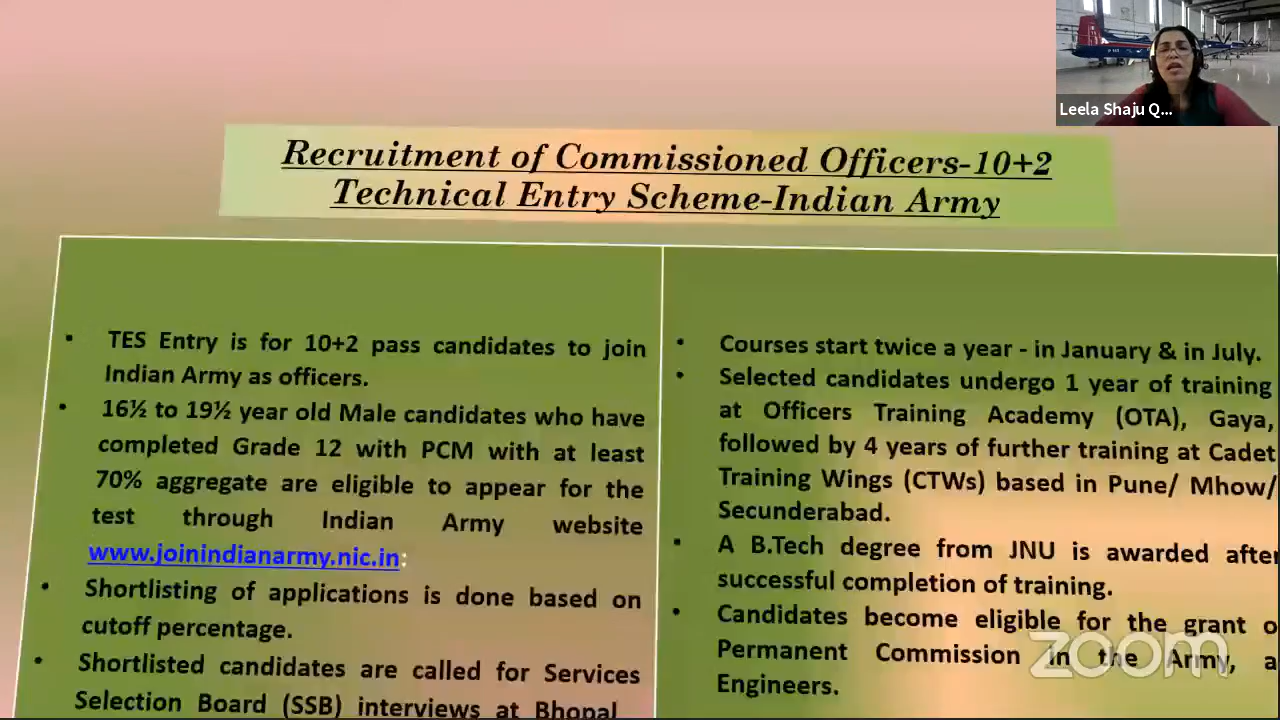 Leela Shaju Q...
Recruitment of Commissioned Officers-10+2
Technical Entry Scheme-Indian Army
• TES Entry is for 10+2 pass candidates to join
Indian Army as officers.
• 16½ to 19½ year old Male candidates who have
completed Grade 12 with PCM with at least
70% aggregate are eligible to appear for the
test through Indian Army website
www.joinindianarmy.nic.in:
• Shortlisting of applications is done based on
cutoff percentage.
• Shortlisted candidates are called for Services
Selection Board (SSB) interviews at Bhopal
• Courses start twice a year - in January & in July.
• Selected candidates undergo 1 year of training
at Officers Training Academy (OTA), Gaya,
followed by 4 years of further training at Cadet
Training Wings (CTWs) based in Pune/ Mhow/
Secunderabad.
• A B.Tech degree from JNU is awarded after
successful completion of training.
• Candidates become eligible for the grant o
Permanent Commission in the Army, a
Engineers.
zoom